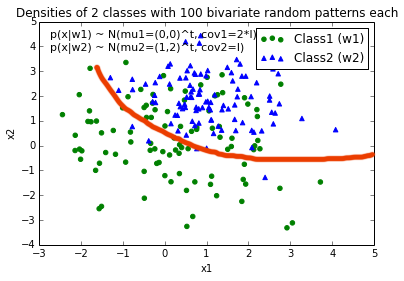 Densities of 2 classes with 100 bivariate random patterns each
p(x|w1) ~ N(mu1=(0,0)^t, cov1=2*I)
p(x|w2) ~ N(mu2=(1,2)^t, cov2=I)
Class1 (w1)
Class2 (w2)
5
4
3
2
1
0
−1
−2
−3
−4
x2
−3 −2 −1 0 1 2 3 4 5
x1